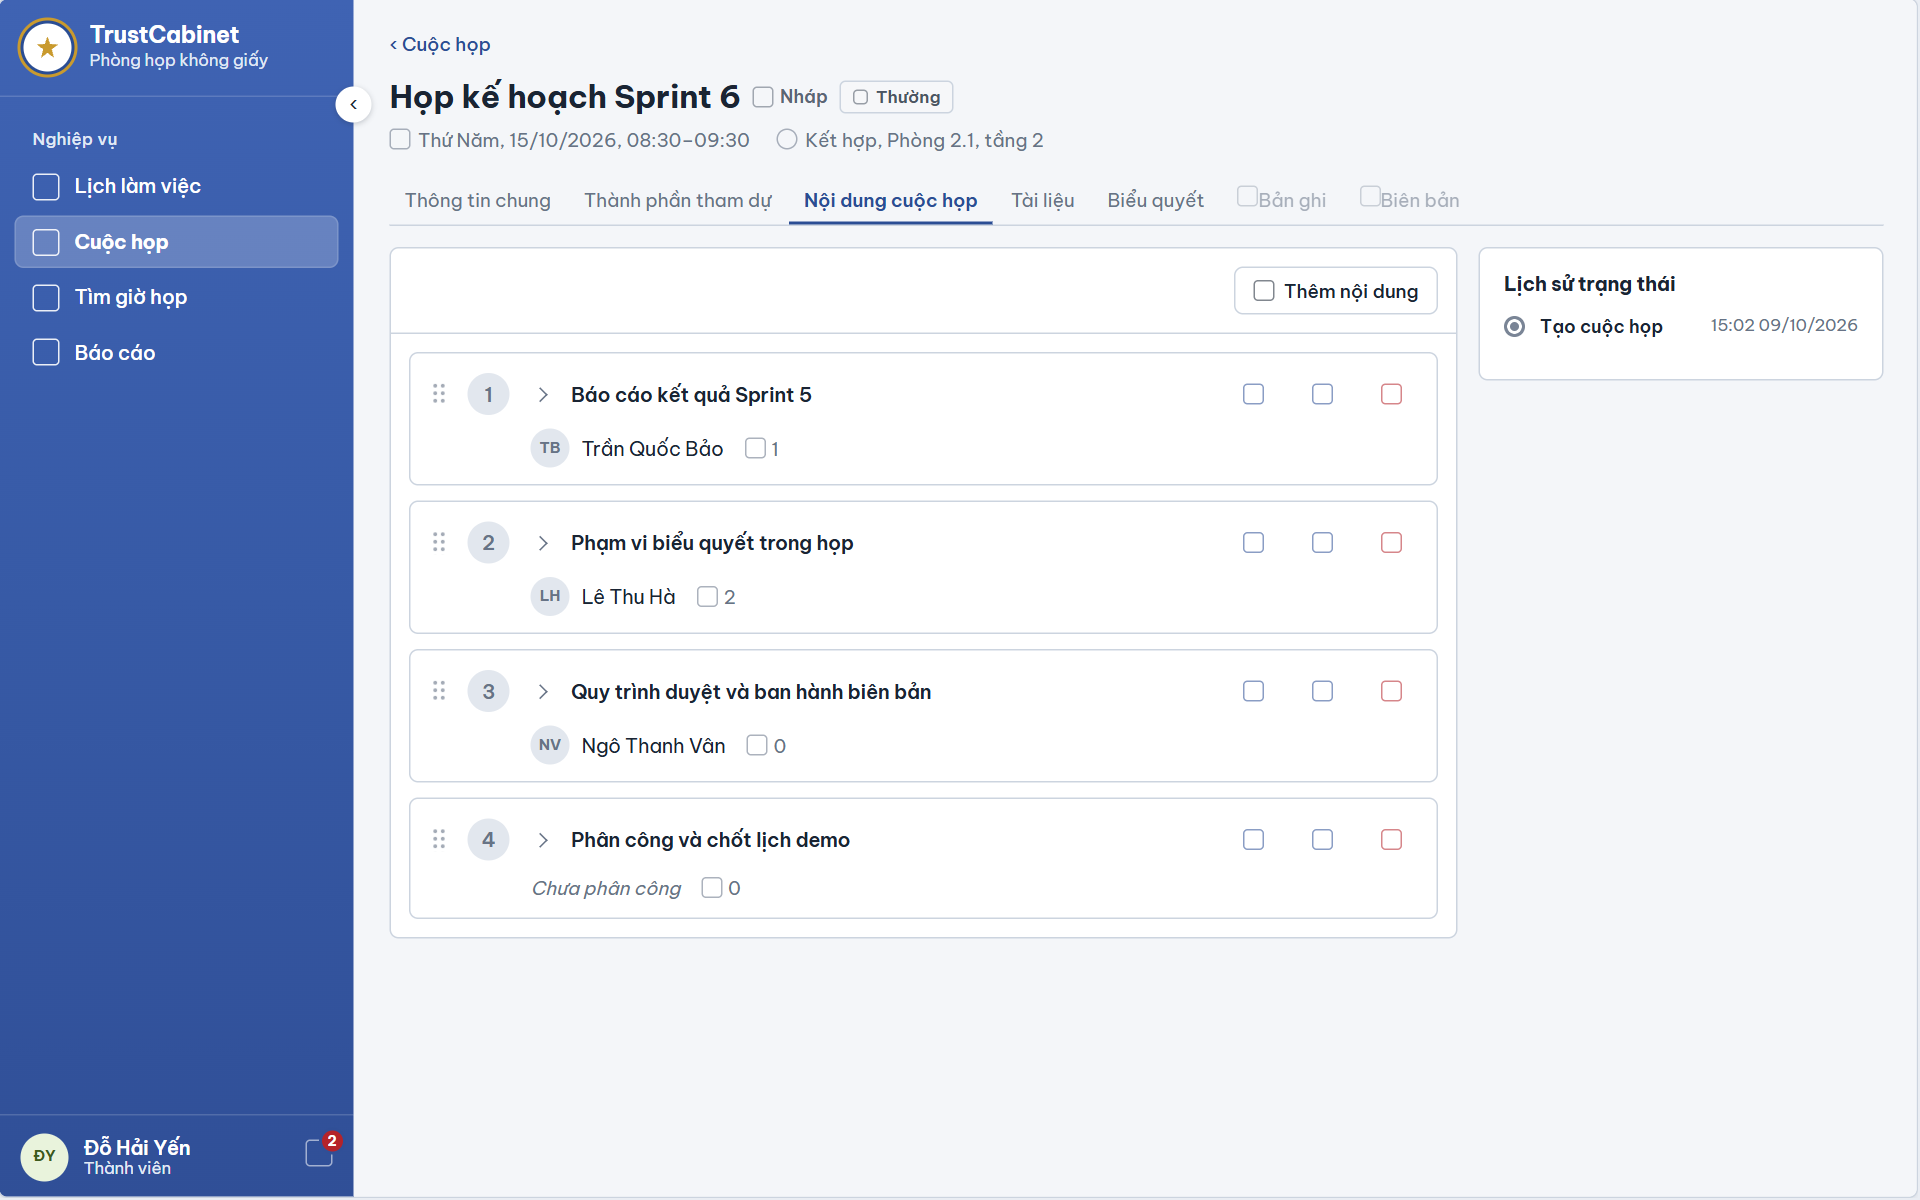 TrustCabinet
Phòng họp không giấy
Nghiệp vụ
Lịch làm việc
Cuộc họp
Tìm giờ họp
Báo cáo
ĐY
Đỗ Hải Yến
Thành viên
2
‹ Cuộc họp
Họp kế hoạch Sprint 6 Nháp Thường
Thứ Năm, 15/10/2026, 08:30–09:30 Kết hợp, Phòng 2.1, tầng 2
Thông tin chung Thành phần tham dự Nội dung cuộc họp Tài liệu Biểu quyết Bản ghi Biên bản
Thêm nội dung
1 Báo cáo kết quả Sprint 5
TB Trần Quốc Bảo 1
2 Phạm vi biểu quyết trong họp
LH Lê Thu Hà 2
3 Quy trình duyệt và ban hành biên bản
NV Ngô Thanh Vân 0
4 Phân công và chốt lịch demo
Chưa phân công 0
Lịch sử trạng thái
Tạo cuộc họp 15:02 09/10/2026